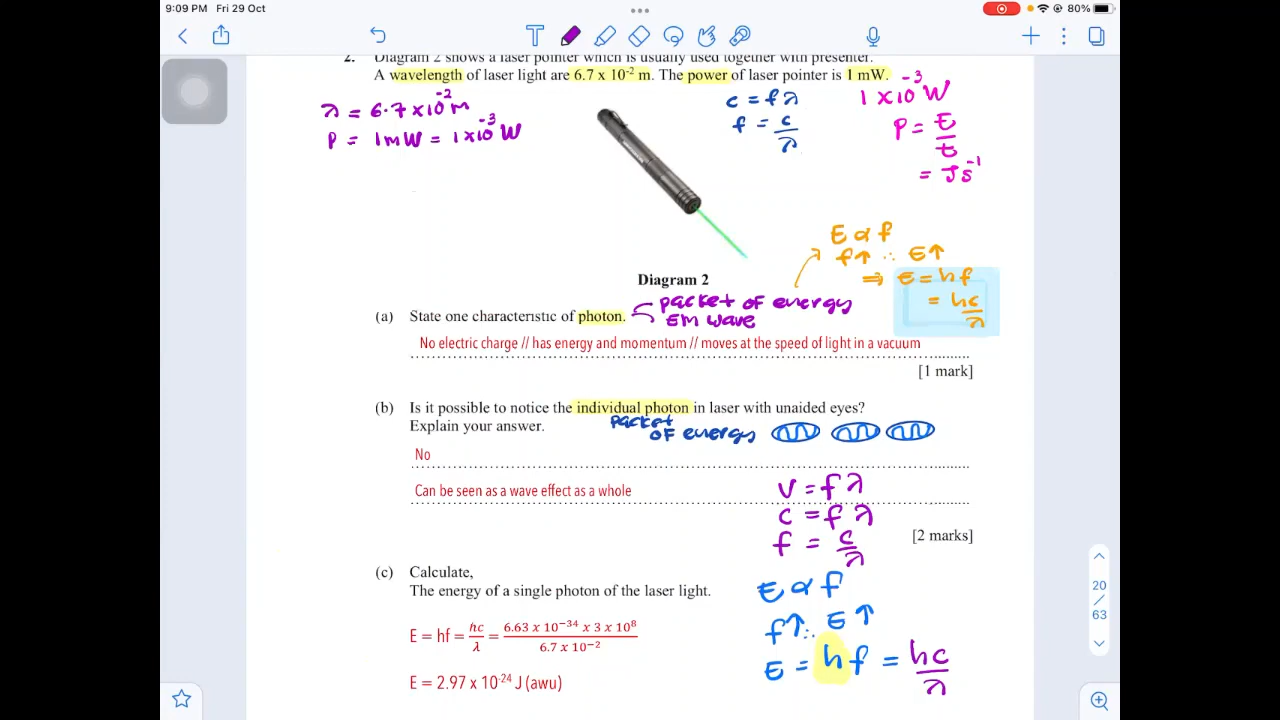 9:09 PM Fri 29 Oct
80%
2. Diagram 2 shows a laser pointer which is usually used together with presenter.
A wavelength of laser light are 6.7 x 10⁻² m. The power of laser pointer is 1 mW.
λ = 6.7 x 10⁻² m
P = 1mW = 1 x 10⁻³ W
c = fλ
f = c/λ
1 x 10⁻³ W
P = E/t
= Js⁻¹
E α f
f↑ ∴ E↑
⇒ E = hf
= hc/λ
Diagram 2
(a) State one characteristic of photon.
packet of energy
EM wave
No electric charge // has energy and momentum // moves at the speed of light in a vacuum
[1 mark]
(b) Is it possible to notice the individual photon in laser with unaided eyes?
Explain your answer.
packet
of energy
No
Can be seen as a wave effect as a whole
v = fλ
c = fλ
f = c/λ
[2 marks]
(c) Calculate,
The energy of a single photon of the laser light.
E = hf = hc/λ = 6.63 x 10⁻³⁴ x 3 x 10⁸ / 6.7 x 10⁻²
E = 2.97 x 10⁻²⁴ J (awu)
E α f
f↑ ∴ E↑
E = hf = hc/λ
20
/
63